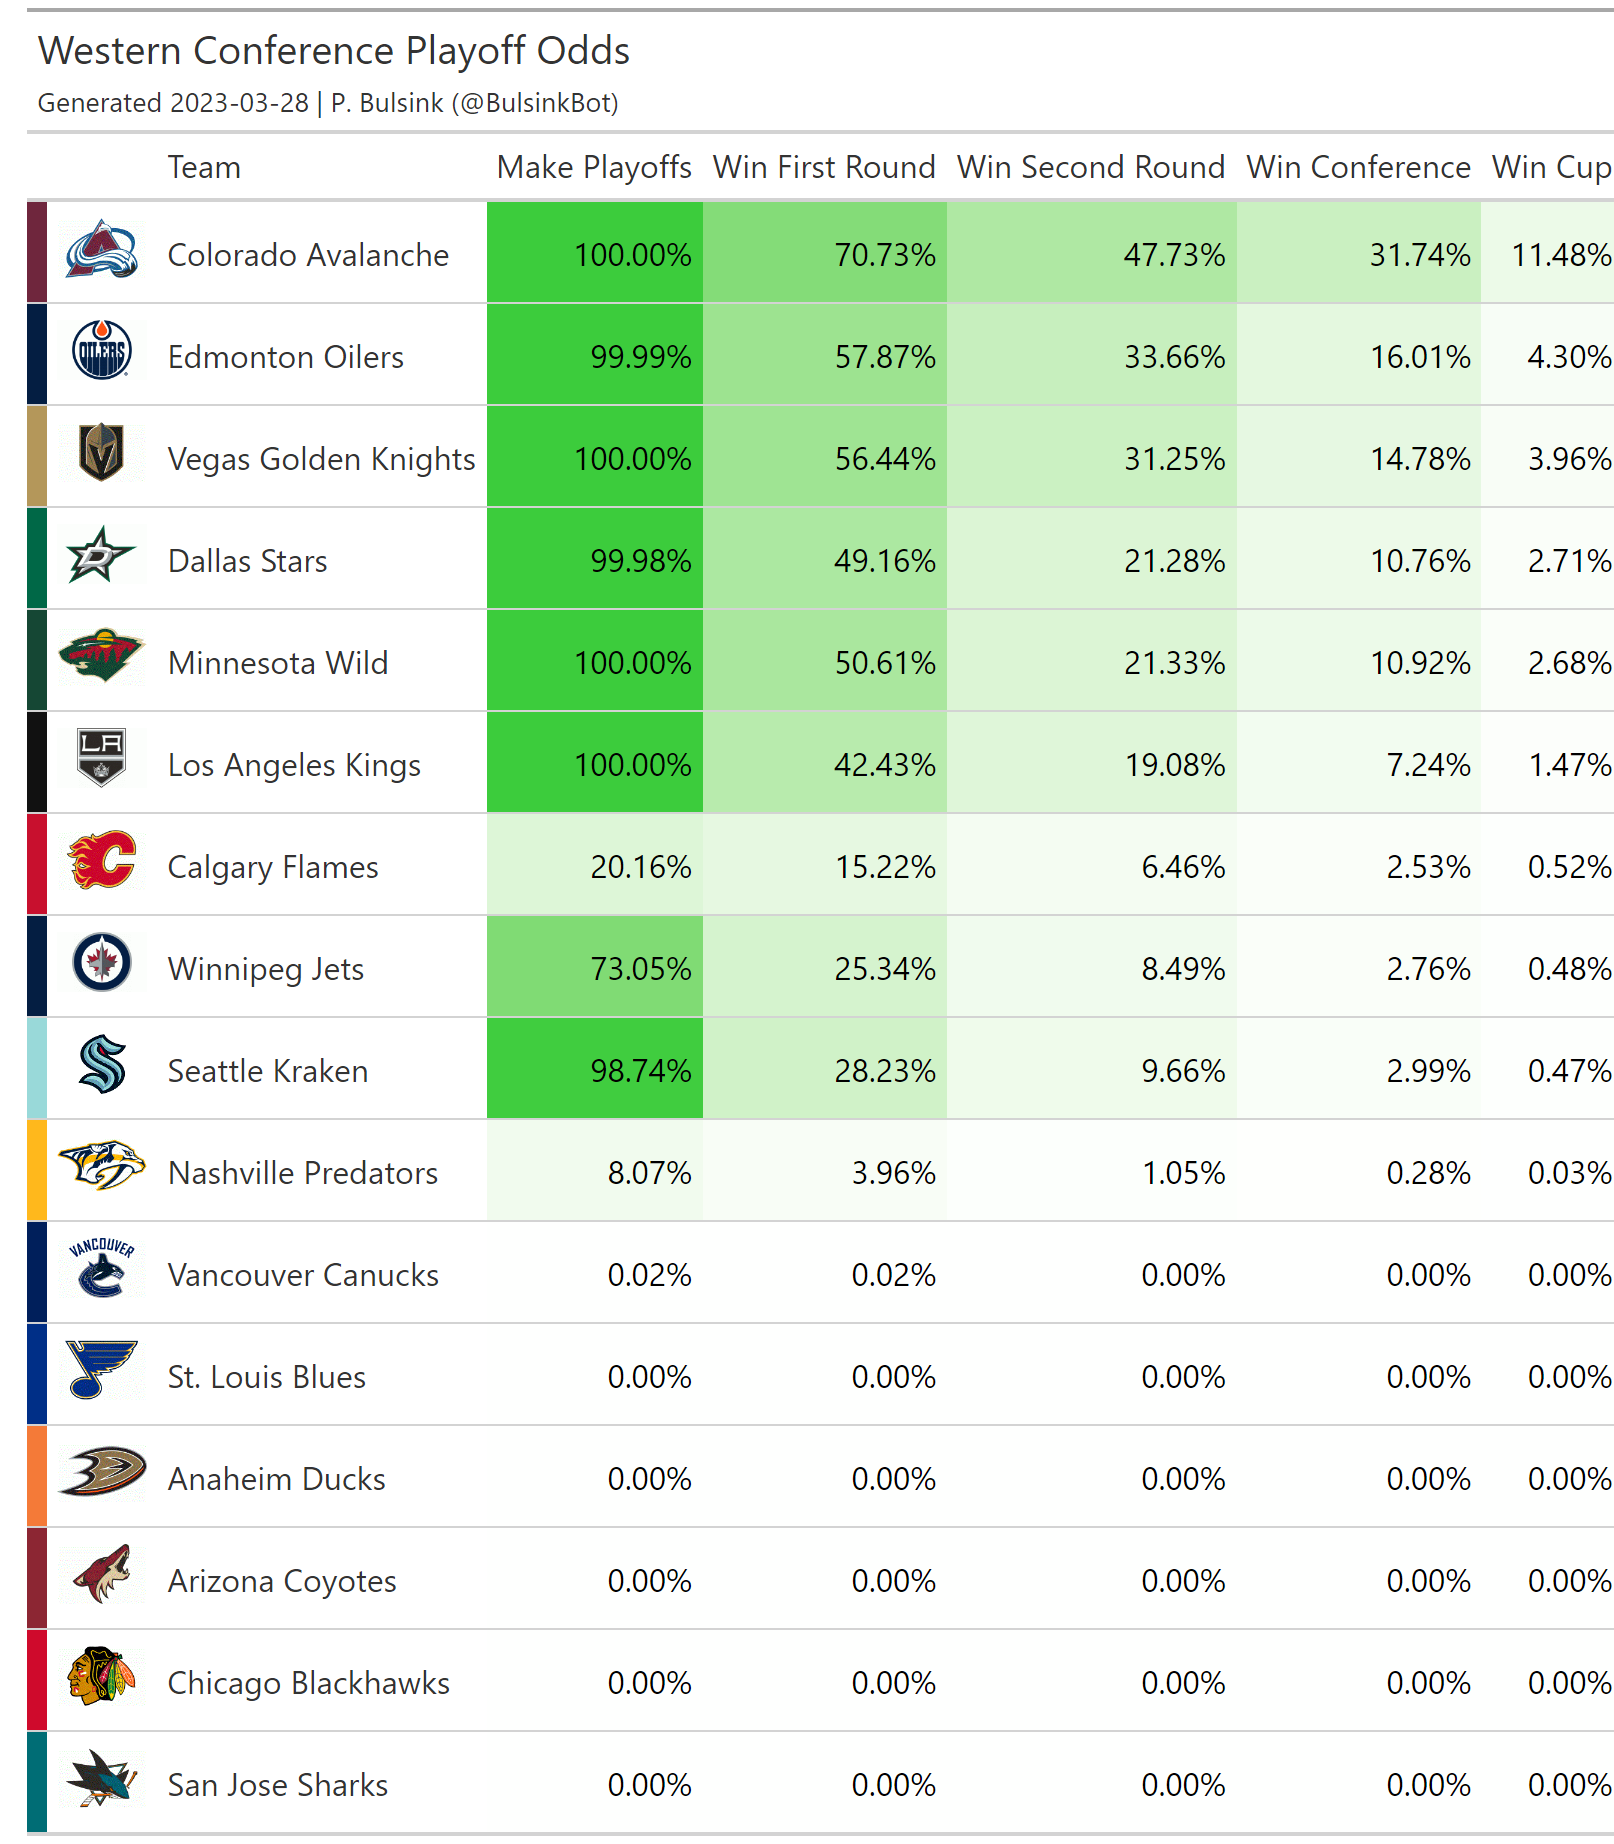 Western Conference Playoff Odds
Generated 2023-03-28 | P. Bulsink (@BulsinkBot)
Team Make Playoffs Win First Round Win Second Round Win Conference Win Cup
Colorado Avalanche 100.00% 70.73% 47.73% 31.74% 11.48%
OILERS Edmonton Oilers 99.99% 57.87% 33.66% 16.01% 4.30%
Vegas Golden Knights 100.00% 56.44% 31.25% 14.78% 3.96%
D Dallas Stars 99.98% 49.16% 21.28% 10.76% 2.71%
Minnesota Wild 100.00% 50.61% 21.33% 10.92% 2.68%
LA Los Angeles Kings 100.00% 42.43% 19.08% 7.24% 1.47%
C Calgary Flames 20.16% 15.22% 6.46% 2.53% 0.52%
Winnipeg Jets 73.05% 25.34% 8.49% 2.76% 0.48%
Seattle Kraken 98.74% 28.23% 9.66% 2.99% 0.47%
Nashville Predators 8.07% 3.96% 1.05% 0.28% 0.03%
VANCOUVER Vancouver Canucks 0.02% 0.02% 0.00% 0.00% 0.00%
St. Louis Blues 0.00% 0.00% 0.00% 0.00% 0.00%
Anaheim Ducks 0.00% 0.00% 0.00% 0.00% 0.00%
Arizona Coyotes 0.00% 0.00% 0.00% 0.00% 0.00%
Chicago Blackhawks 0.00% 0.00% 0.00% 0.00% 0.00%
San Jose Sharks 0.00% 0.00% 0.00% 0.00% 0.00%